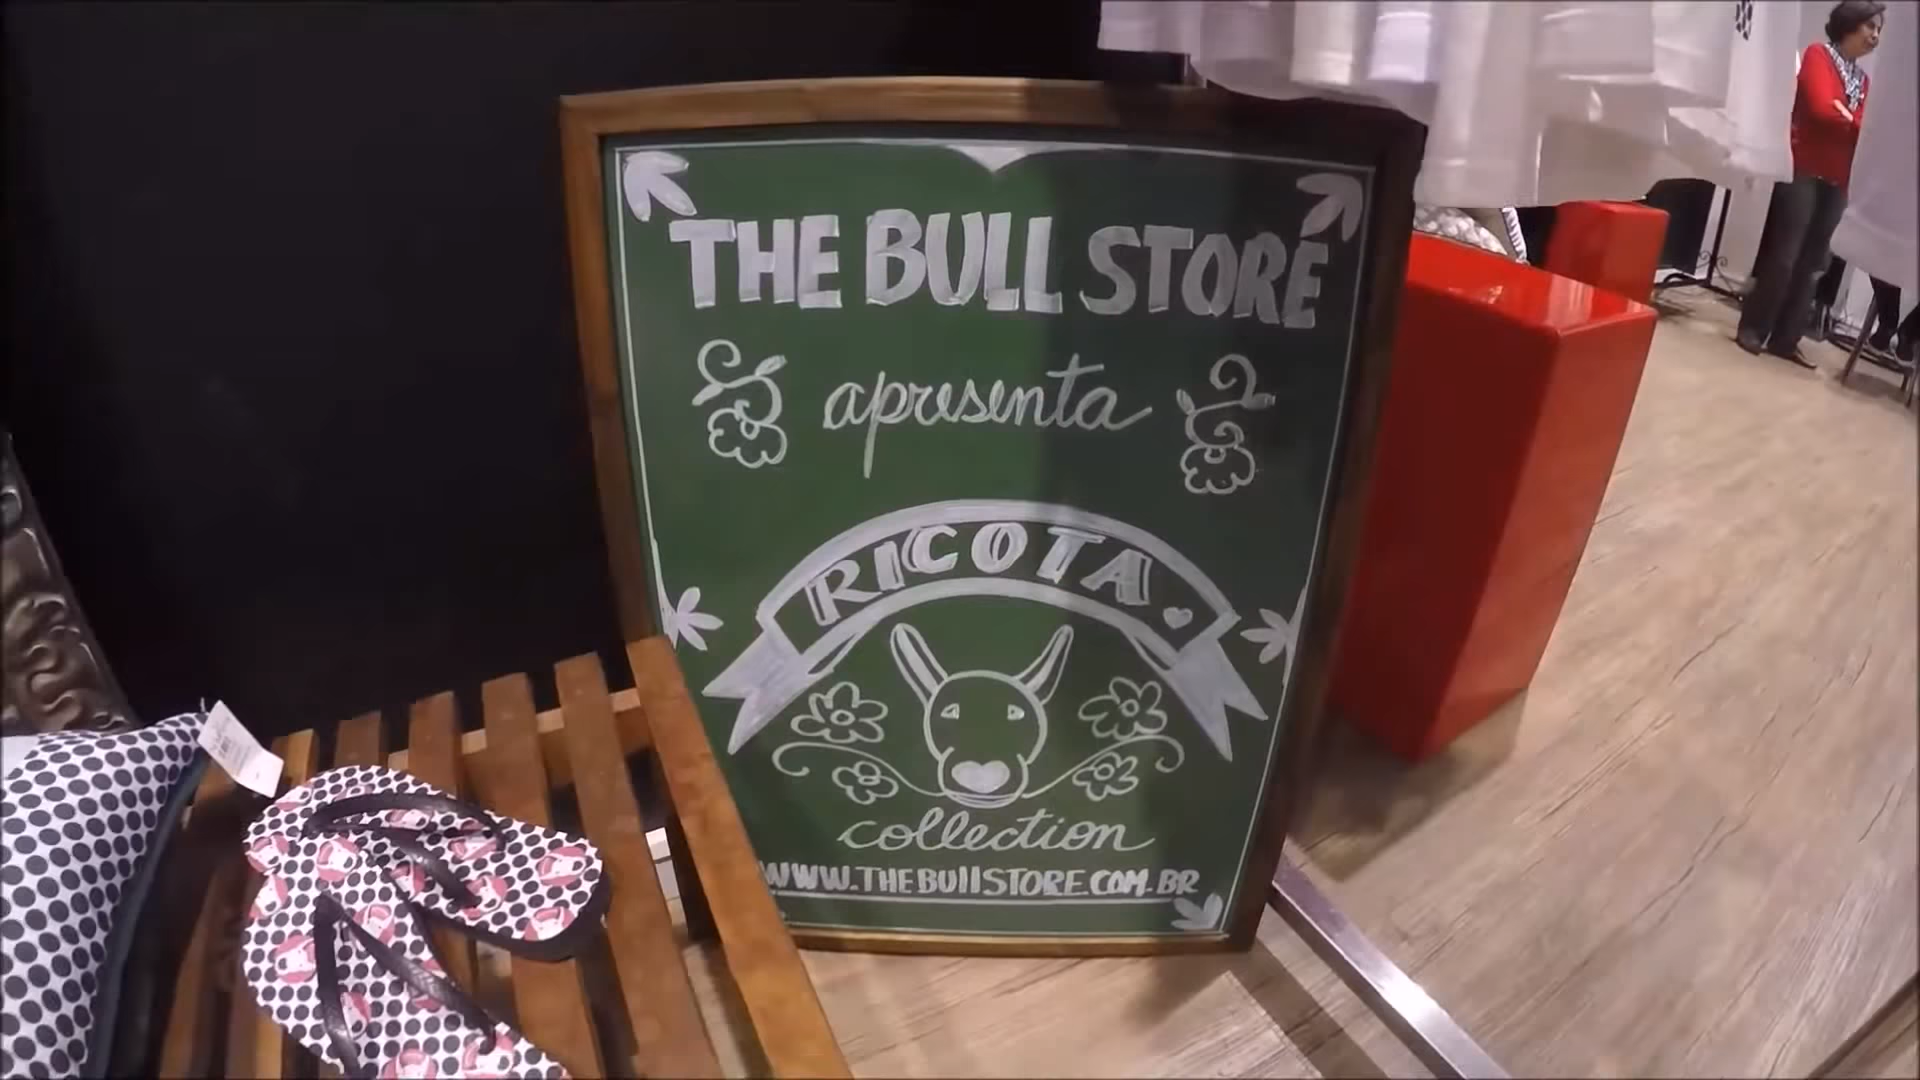 THE BULL STORE
apresenta
RICOTA
collection
WWW.THEBULLSTORE.COM.BR